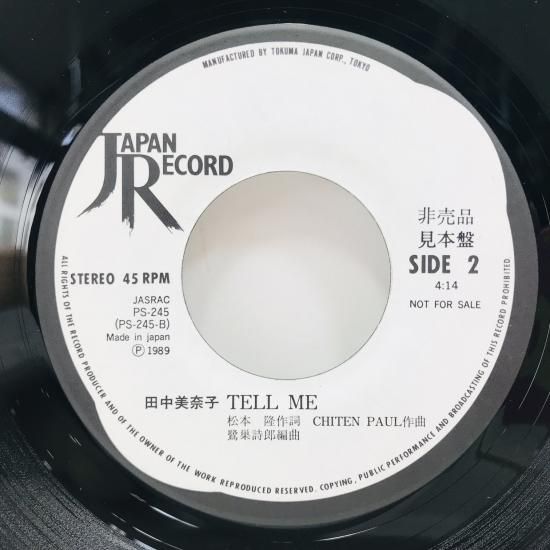 MANUFACTURED BY TOKUMA JAPAN CORP., TOKYO
JAPAN
RECORD
非売品
見本盤
STEREO 45 RPM
SIDE 2
4:14
NOT FOR SALE
JASRAC
PS-245
(PS-245-B)
Made in japan
Ⓟ 1989
田中美奈子 TELL ME
松本 隆作詞 CHITEN PAUL作曲
鷺巣詩郎編曲
ALL RIGHTS OF THE RECORD PRODUCER AND OF THE OWNER OF THE WORK REPRODUCED RESERVED. COPYING, PUBLIC PERFORMANCE AND BROADCASTING OF THIS RECORD PROHIBITED